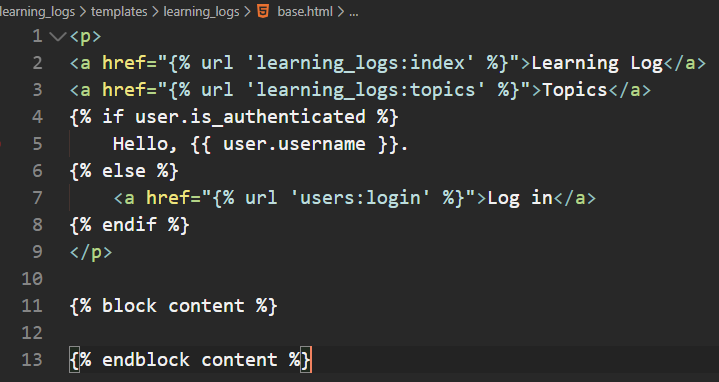 learning_logs > templates > learning_logs > base.html > ...
1 <p>
2 <a href="{% url 'learning_logs:index' %}">Learning Log</a>
3 <a href="{% url 'learning_logs:topics' %}">Topics</a>
4 {% if user.is_authenticated %}
5     Hello, {{ user.username }}.
6 {% else %}
7     <a href="{% url 'users:login' %}">Log in</a>
8 {% endif %}
9 </p>
10
11 {% block content %}
12
13 {% endblock content %}